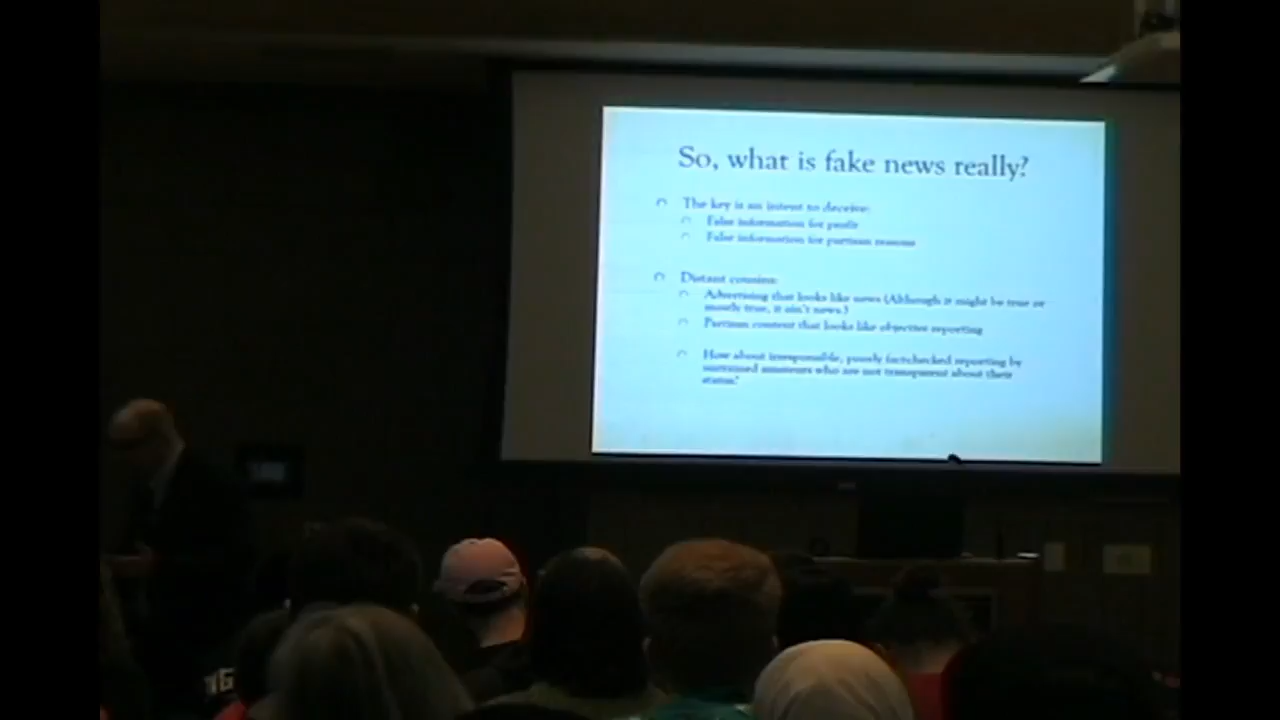 So, what is fake news really?
The key is an intent to deceive:
False information for profit
False information for partisan reasons
Distant cousins:
Advertising that looks like news (Although it might be true or
mostly true, it ain't news.)
Partisan content that looks like objective reporting
How about irresponsible, poorly factchecked reporting by
amateurs who are not transparent about their
status?